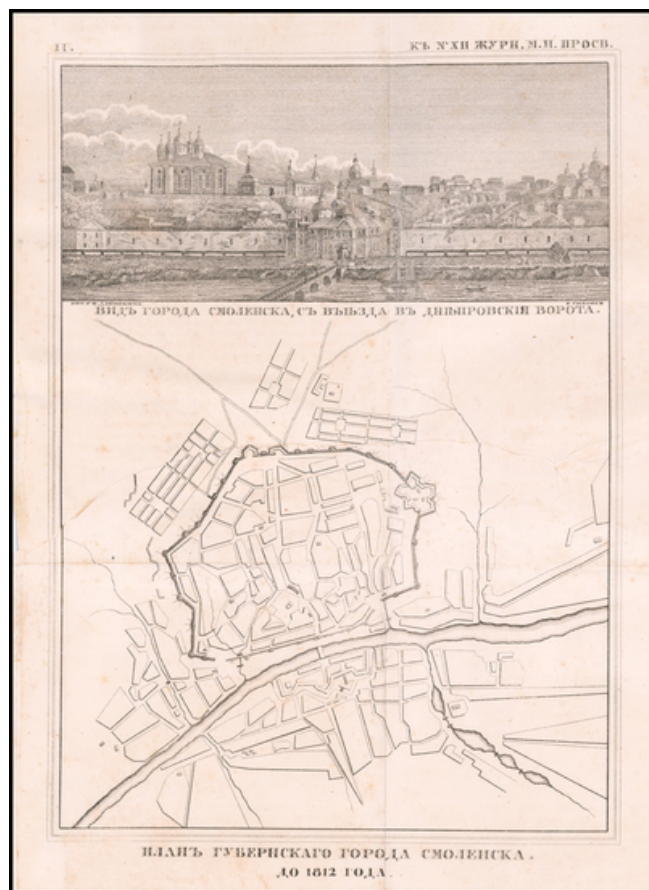 II.
КЪ N XII ЖУРН. М.Н. ПРОСВ.
ВИДЪ ГОРОДА СМОЛЕНСКА, СЪ ВЪѢЗДА ВЪ ДНѢПРОВСКІЯ ВОРОТА.
ПЛАНЪ ГУБЕРНСКАГО ГОРОДА СМОЛЕНСКА.
ДО 1812 ГОДА.